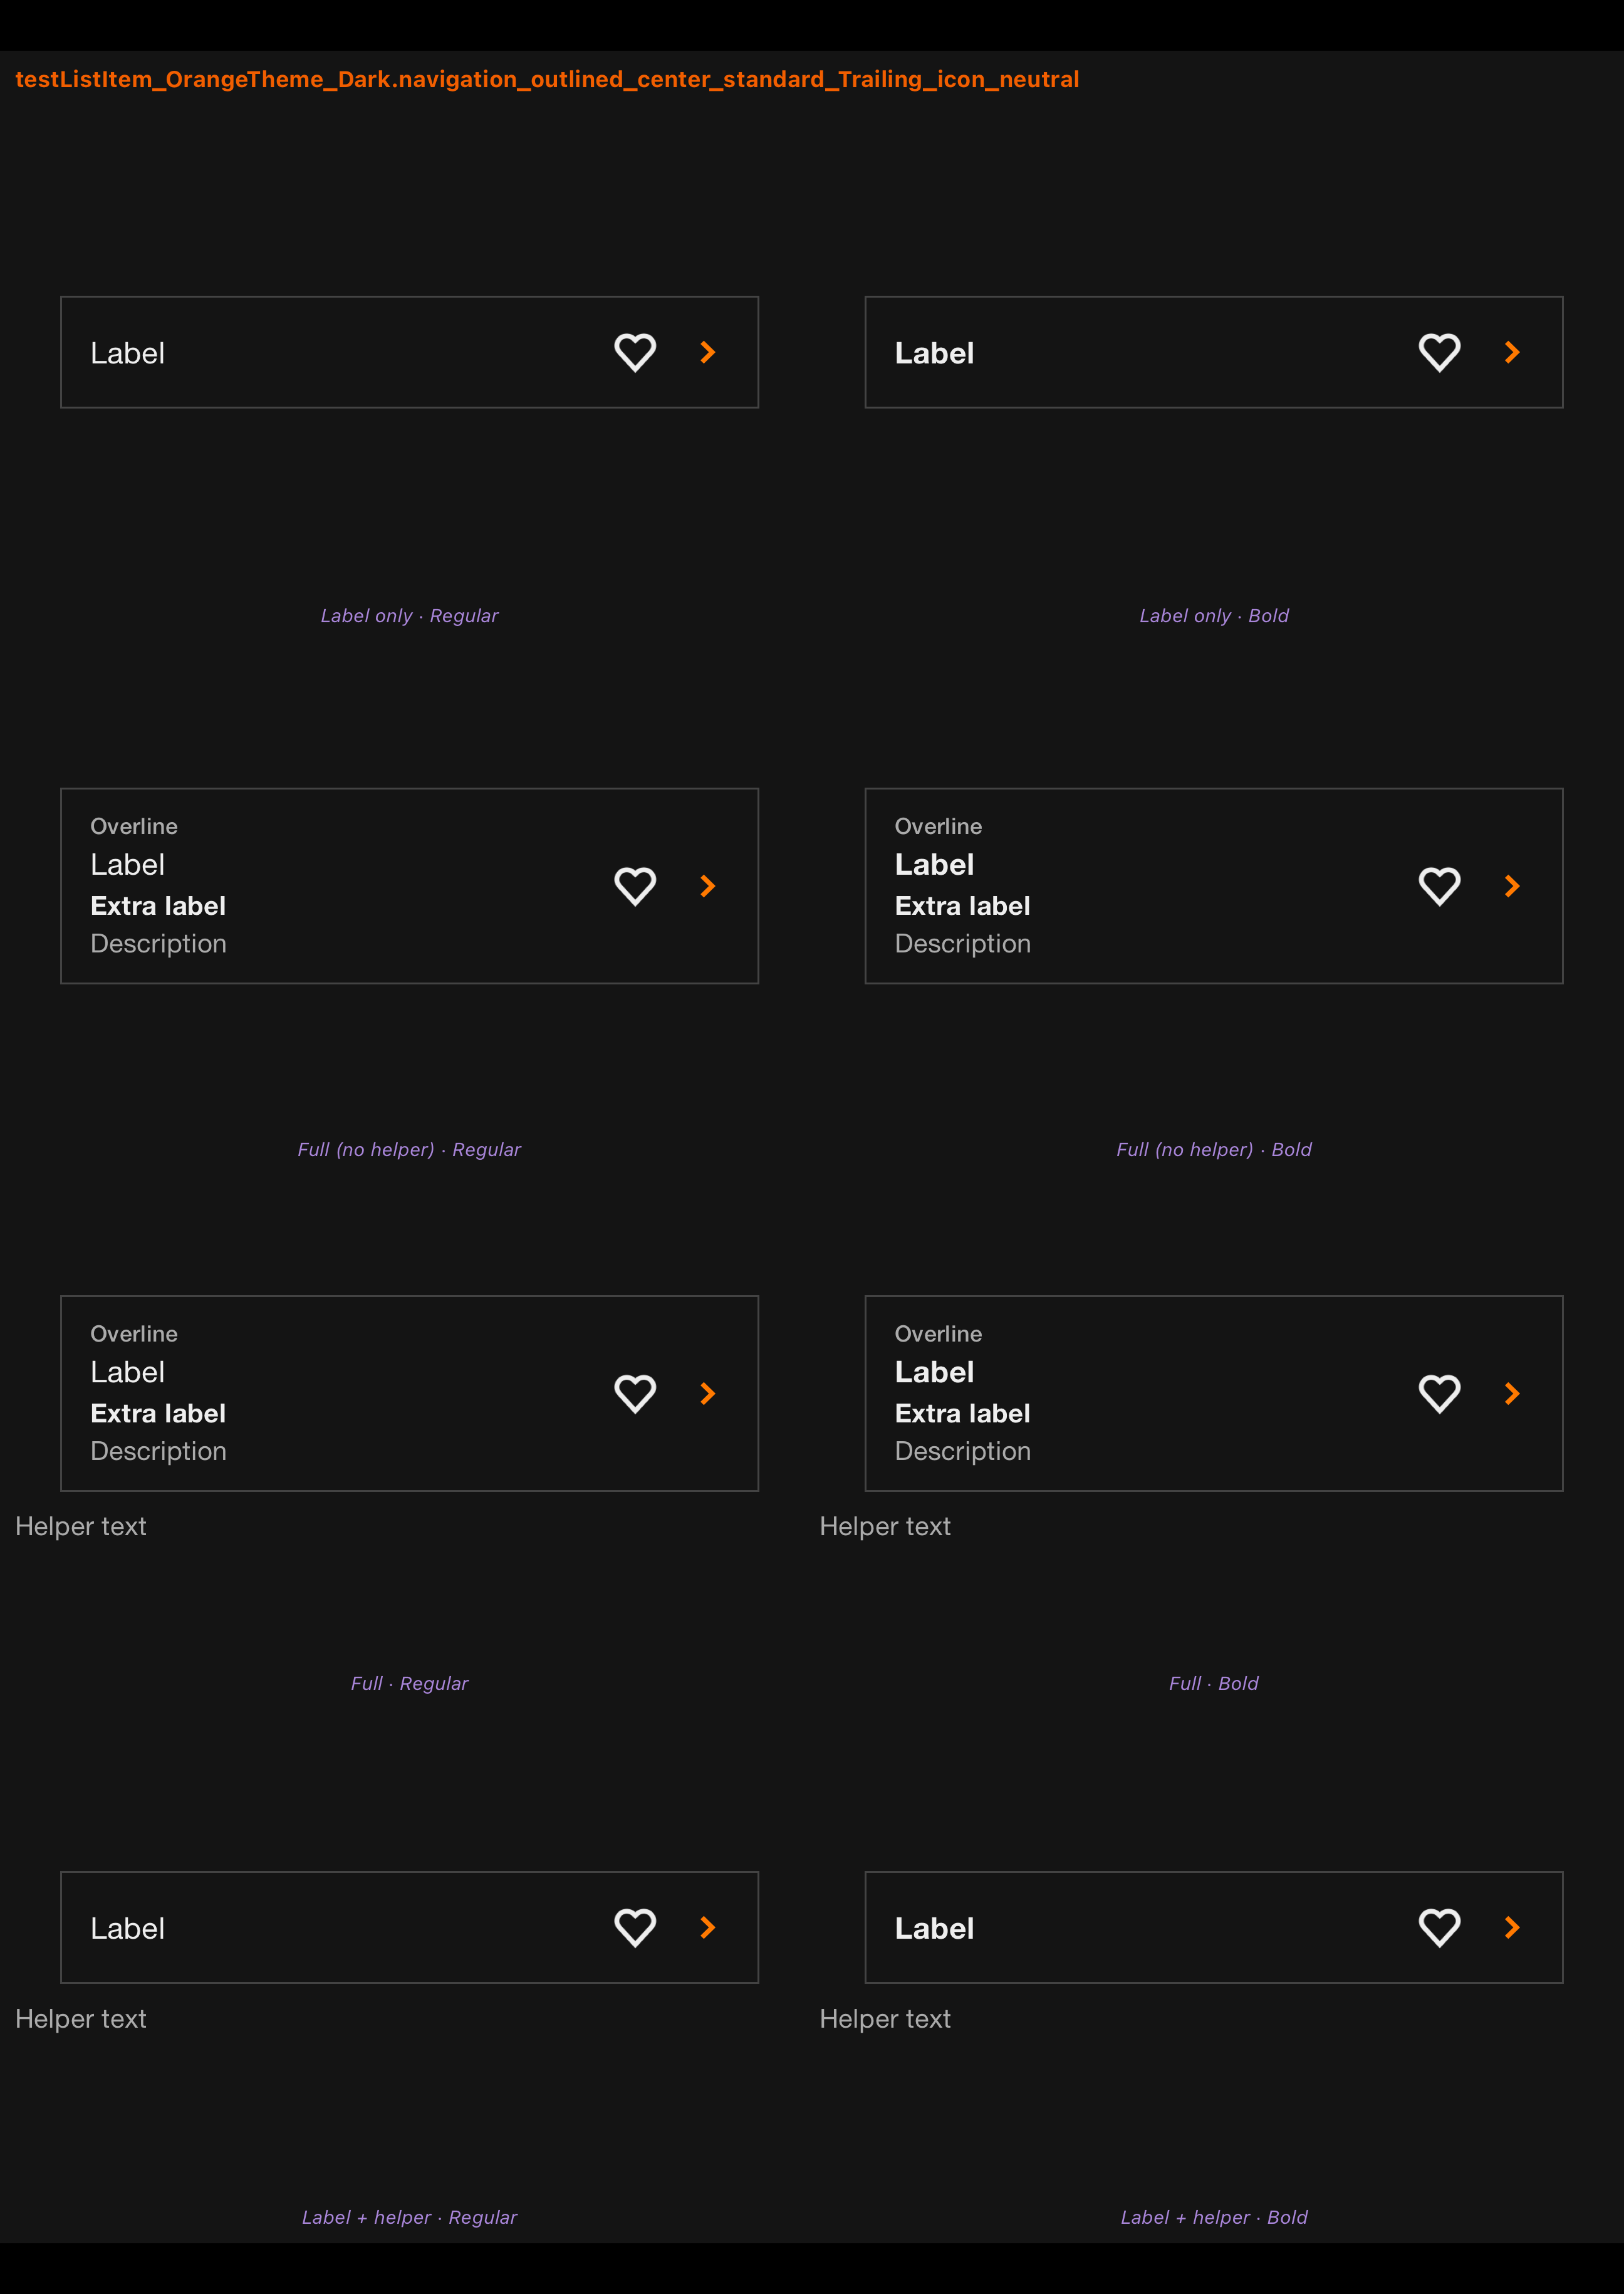 testListItem_OrangeTheme_Dark.navigation_outlined_center_standard_Trailing_icon_neutral
Label
Label
Label only · Regular
Label only · Bold
Overline
Label
Extra label
Description
Overline
Label
Extra label
Description
Full (no helper) · Regular
Full (no helper) · Bold
Overline
Label
Extra label
Description
Helper text
Overline
Label
Extra label
Description
Helper text
Full · Regular
Full · Bold
Label
Helper text
Label
Helper text
Label + helper · Regular
Label + helper · Bold